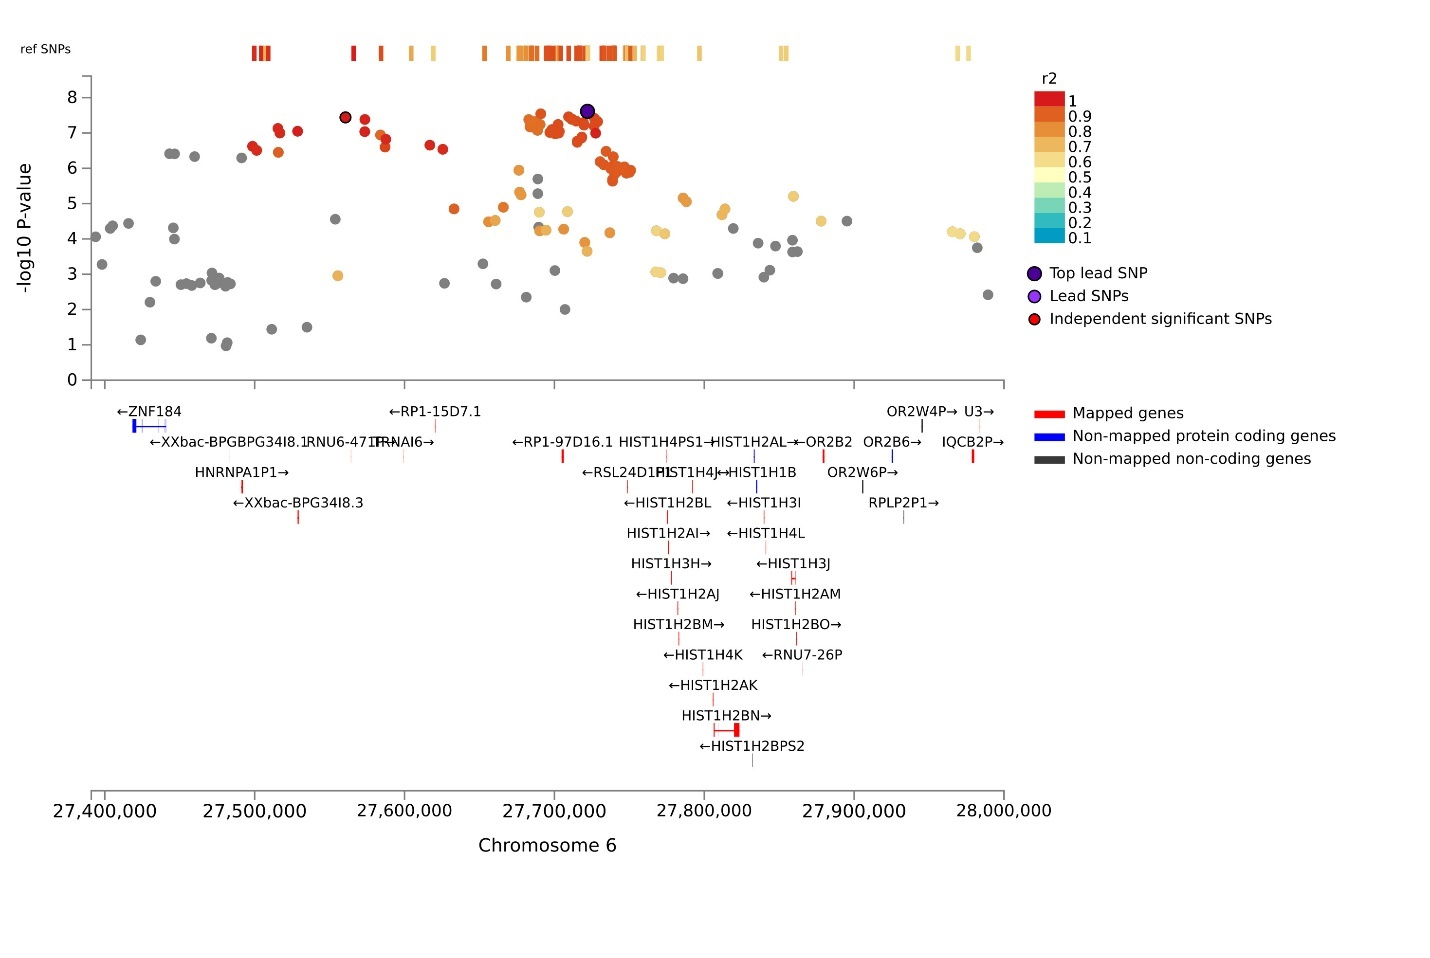 ref SNPs
r2
8
7
6
5
4
3
2
1
0
-log10 P-value
1
0.9
0.8
0.7
0.6
0.5
0.4
0.3
0.2
0.1
Top lead SNP
Lead SNPs
Independent significant SNPs
←ZNF184 ←RP1-15D7.1 OR2W4P→ U3→
Mapped genes
←XXbac-BPGBPG34I8.1 RNU6-471P→ TRNAI6→ ←RP1-97D16.1 HIST1H4PS1→ HIST1H2AL→ ←OR2B2 OR2B6→ IQCB2P→
Non-mapped protein coding genes
Non-mapped non-coding genes
HNRNPA1P1→ ←RSL24D1P1 HIST1H4J→ ←HIST1H1B OR2W6P→
←XXbac-BPG34I8.3 ←HIST1H2BL ←HIST1H3I RPLP2P1→
HIST1H2AI→ ←HIST1H4L
HIST1H3H→ ←HIST1H3J
←HIST1H2AJ ←HIST1H2AM
HIST1H2BM→ HIST1H2BO→
←HIST1H4K ←RNU7-26P
←HIST1H2AK
HIST1H2BN→
←HIST1H2BPS2
27,400,000 27,500,000 27,600,000 27,700,000 27,800,000 27,900,000 28,000,000
Chromosome 6